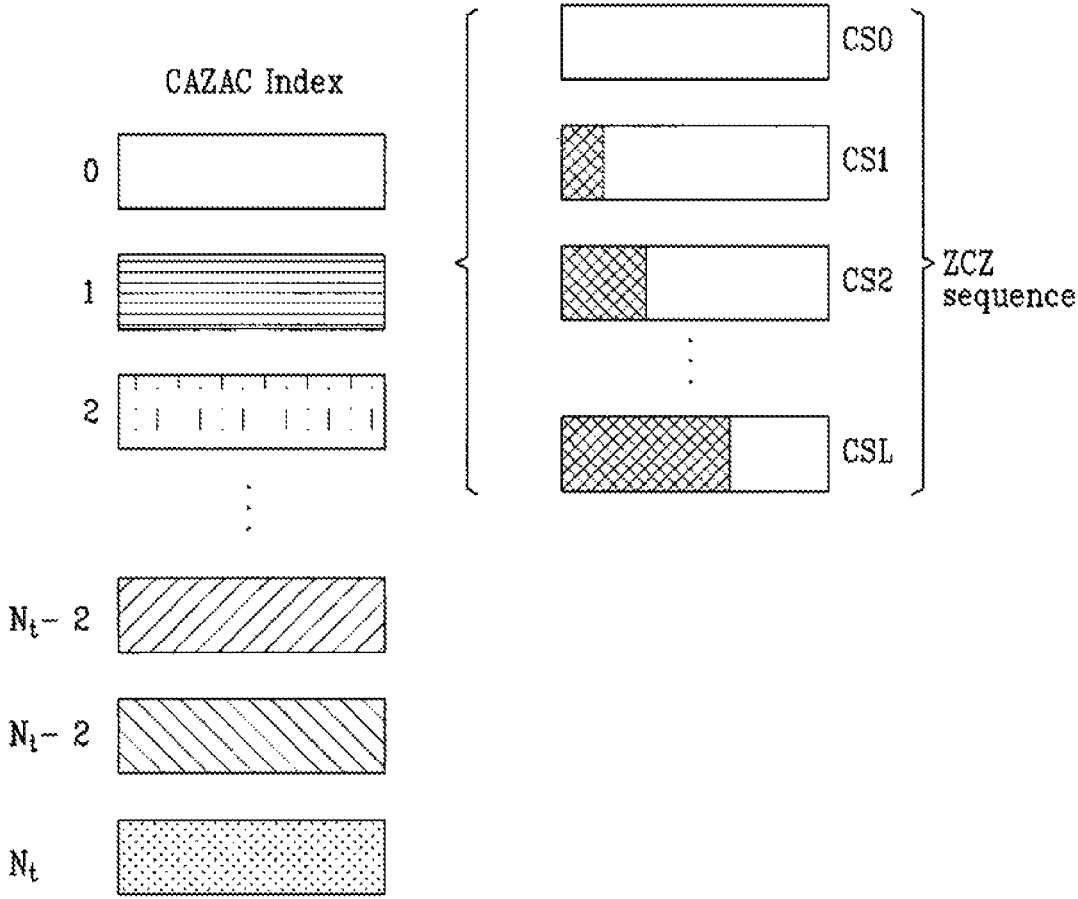 CAZAC Index
0
1
2
N_t - 2
N_t - 2
N_t
CS0
CS1
CS2
CSL
ZCZ
sequence